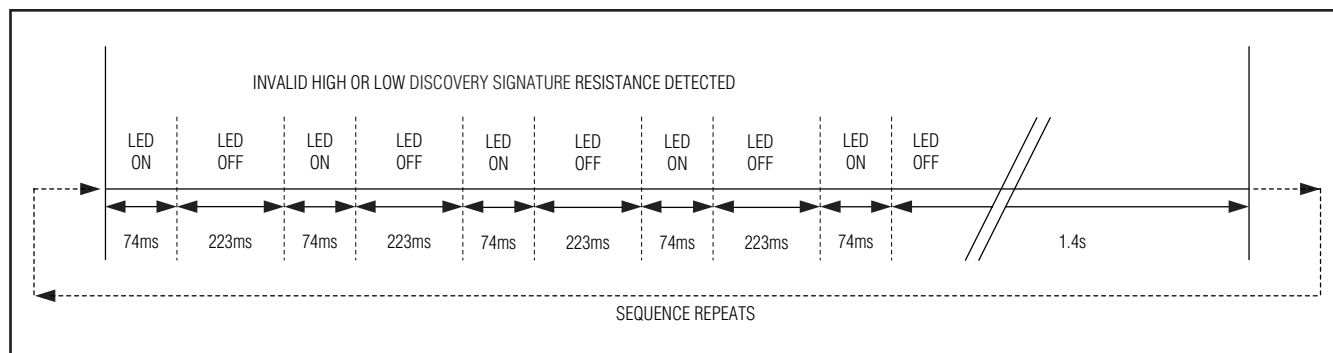 INVALID HIGH OR LOW DISCOVERY SIGNATURE RESISTANCE DETECTED
LED LED LED LED LED LED LED LED LED LED
ON OFF ON OFF ON OFF ON OFF ON OFF
74ms 223ms 74ms 223ms 74ms 223ms 74ms 223ms 74ms 1.4s
SEQUENCE REPEATS